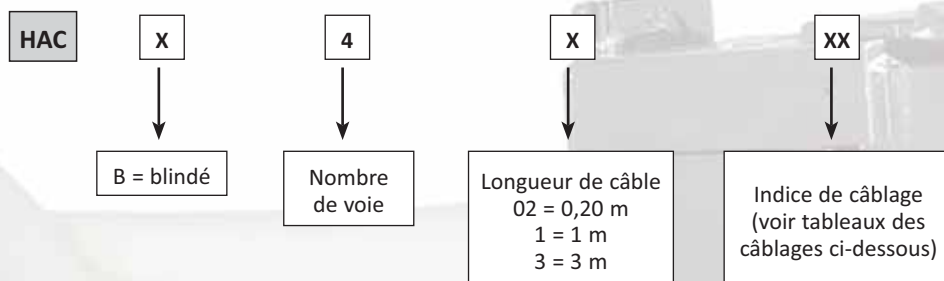 HAC X 4 X XX
B = blindé
Nombre
de voie
Longueur de câble
02 = 0,20 m
1 = 1 m
3 = 3 m
Indice de câblage
(voir tableaux des
câblages ci-dessous)